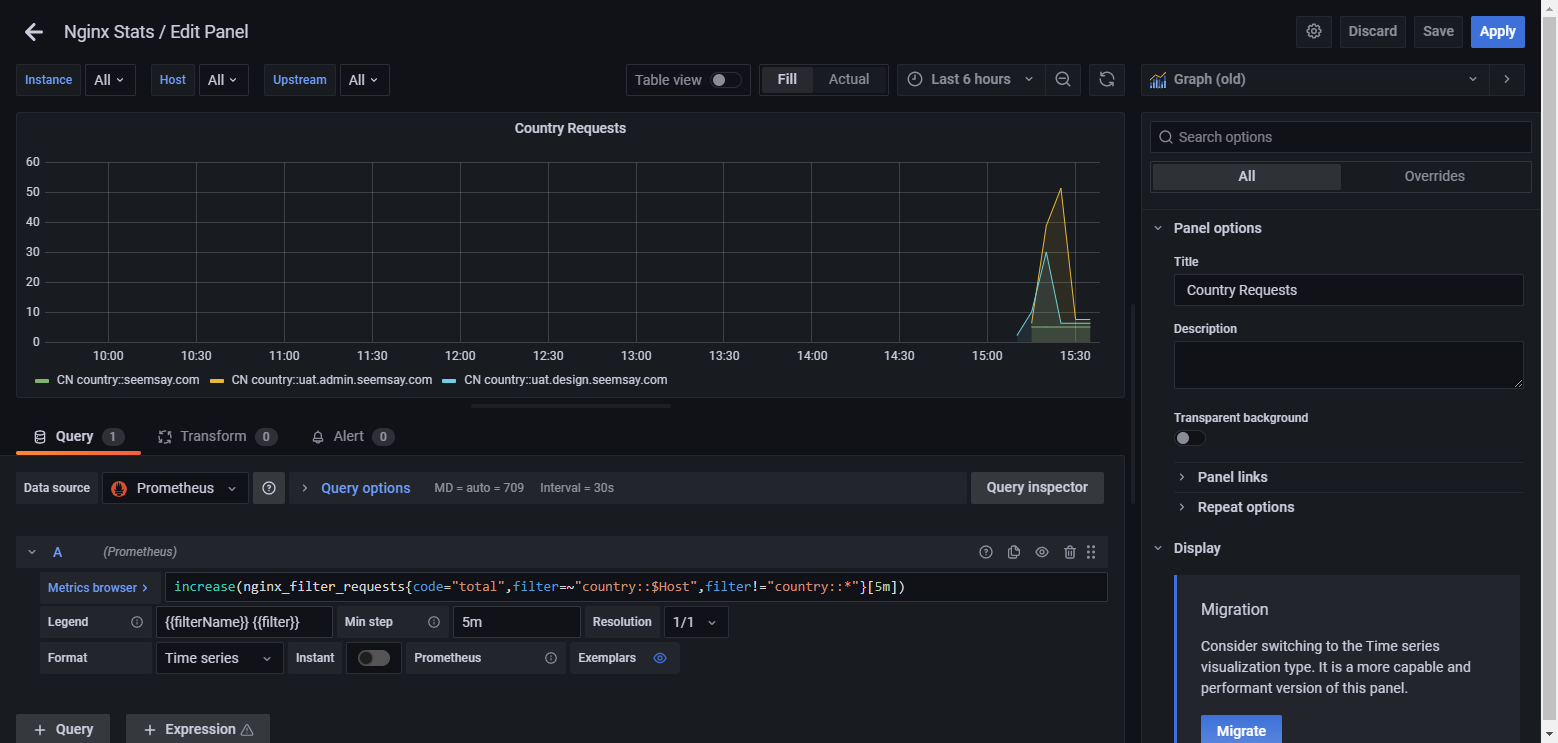 Nginx Stats / Edit Panel
Discard
Save
Apply
Instance
All
Host
All
Upstream
All
Table view
Fill
Actual
Last 6 hours
Graph (old)
Country Requests
60
50
40
30
20
10
0
10:00
10:30
11:00
11:30
12:00
12:30
13:00
13:30
14:00
14:30
15:00
15:30
CN country::seemsay.com
CN country::uat.admin.seemsay.com
CN country::uat.design.seemsay.com
Query 1
Transform 0
Alert 0
Data source
Prometheus
Query options
MD = auto = 709
Interval = 30s
Query inspector
A
(Prometheus)
Metrics browser
increase(nginx_filter_requests{code="total",filter=~"country::$Host",filter!="country::*"}[5m])
Legend
{{filterName}} {{filter}}
Min step
5m
Resolution
1/1
Format
Time series
Instant
Prometheus
Exemplars
+ Query
+ Expression
Search options
All
Overrides
Panel options
Title
Country Requests
Description
Transparent background
Panel links
Repeat options
Display
Migration
Consider switching to the Time series
visualization type. It is a more capable and
performant version of this panel.
Migrate